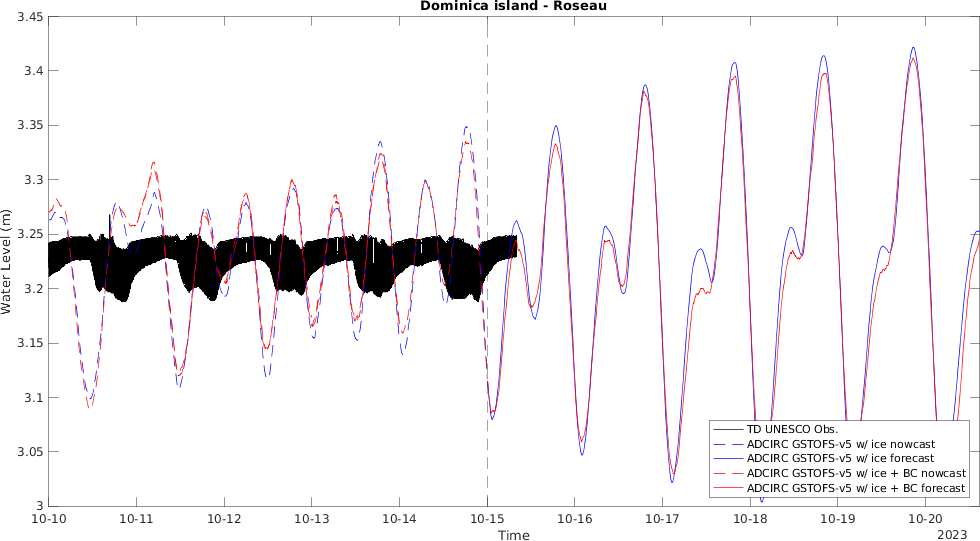 Dominica island - Roseau
3.45
3.4
3.35
3.3
3.25
3.2
3.15
3.1
3.05
3
Water Level (m)
TD UNESCO Obs.
ADCIRC GSTOFS-v5 w/ ice nowcast
ADCIRC GSTOFS-v5 w/ ice forecast
ADCIRC GSTOFS-v5 w/ ice + BC nowcast
ADCIRC GSTOFS-v5 w/ ice + BC forecast
10-10 10-11 10-12 10-13 10-14 10-15 10-16 10-17 10-18 10-19 10-20
Time
2023